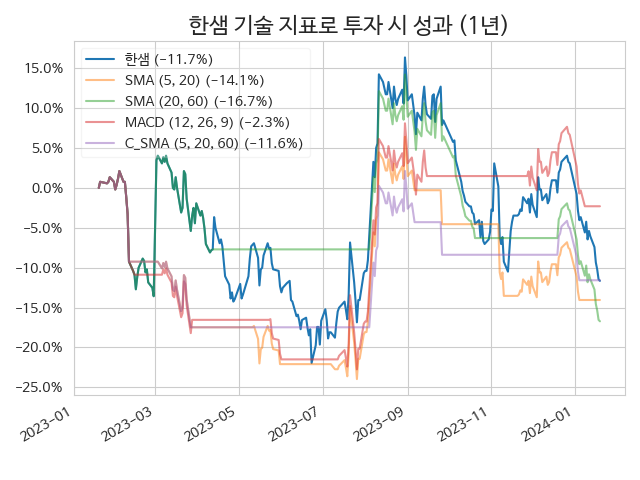 한샘 기술 지표로 투자 시 성과 (1년)
한샘 (−11.7%)
SMA (5, 20) (−14.1%)
SMA (20, 60) (−16.7%)
MACD (12, 26, 9) (−2.3%)
C_SMA (5, 20, 60) (−11.6%)
15.0%
10.0%
5.0%
0.0%
−5.0%
−10.0%
−15.0%
−20.0%
−25.0%
2023-01
2023-03
2023-05
2023-07
2023-09
2023-11
2024-01